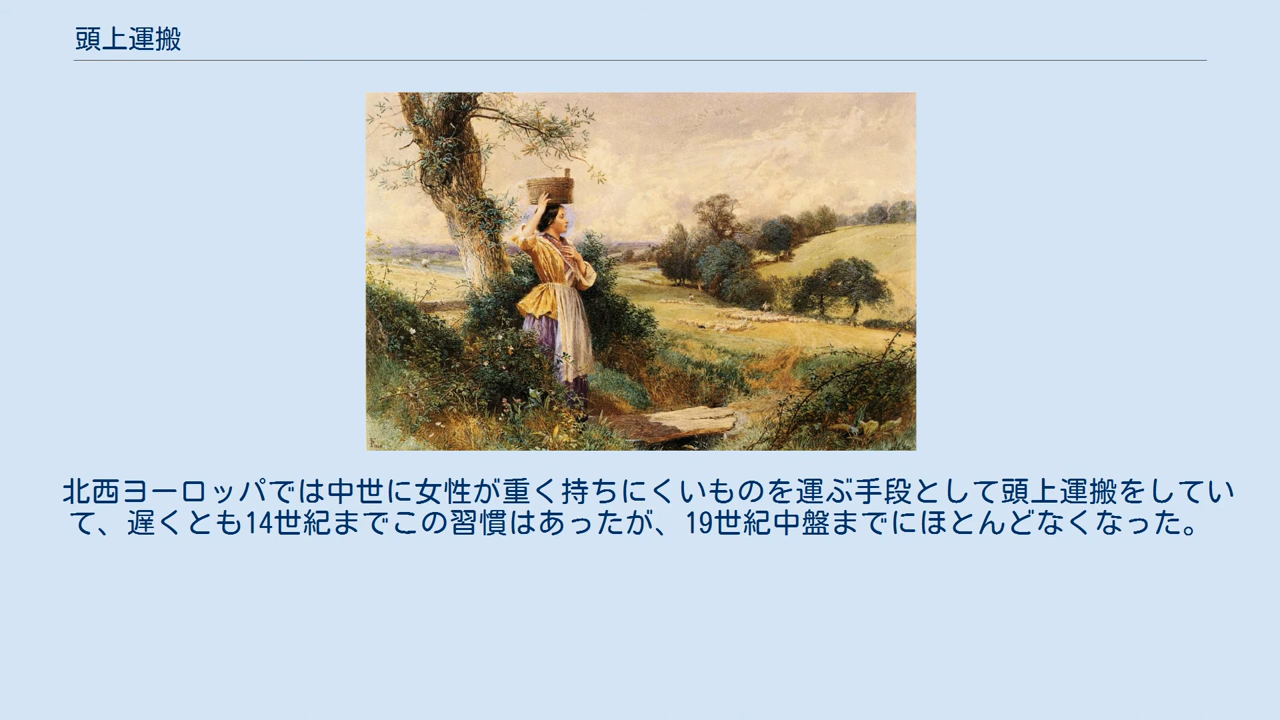 頭上運搬
北西ヨーロッパでは中世に女性が重く持ちにくいものを運ぶ手段として頭上運搬をしてい
て、遅くとも14世紀までこの習慣はあったが、19世紀中盤までにほとんどなくなった。